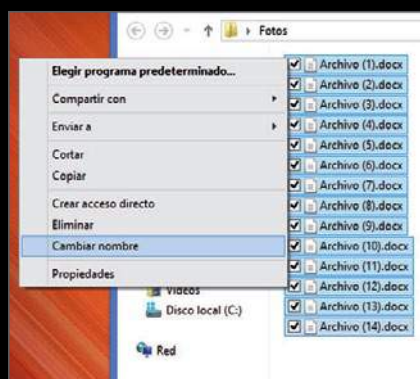 Fotos
Elegir programa predeterminado...
Compartir con
Enviar a
Cortar
Copiar
Crear acceso directo
Eliminar
Cambiar nombre
Propiedades
Archivo (1).docx
Archivo (2).docx
Archivo (3).docx
Archivo (4).docx
Archivo (5).docx
Archivo (6).docx
Archivo (7).docx
Archivo (8).docx
Archivo (9).docx
Archivo (10).docx
Archivo (11).docx
Archivo (12).docx
Archivo (13).docx
Archivo (14).docx
Videos
Disco local (C:)
Red